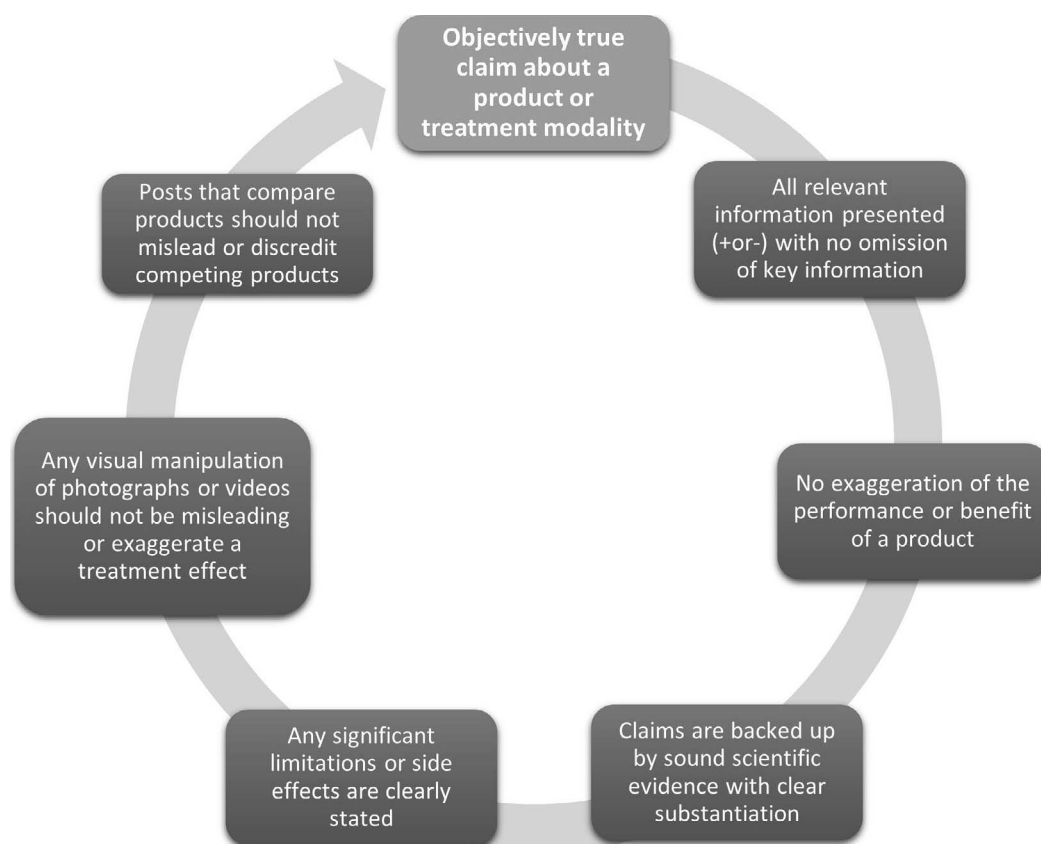 Objectively true
claim about a
product or
treatment modality
All relevant
information presented
(+or-) with no omission
of key information
No exaggeration of the
performance or benefit
of a product
Claims are backed up
by sound scientific
evidence with clear
substantiation
Any significant
limitations or side
effects are clearly
stated
Any visual manipulation
of photographs or videos
should not be misleading
or exaggerate a
treatment effect
Posts that compare
products should not
mislead or discredit
competing products